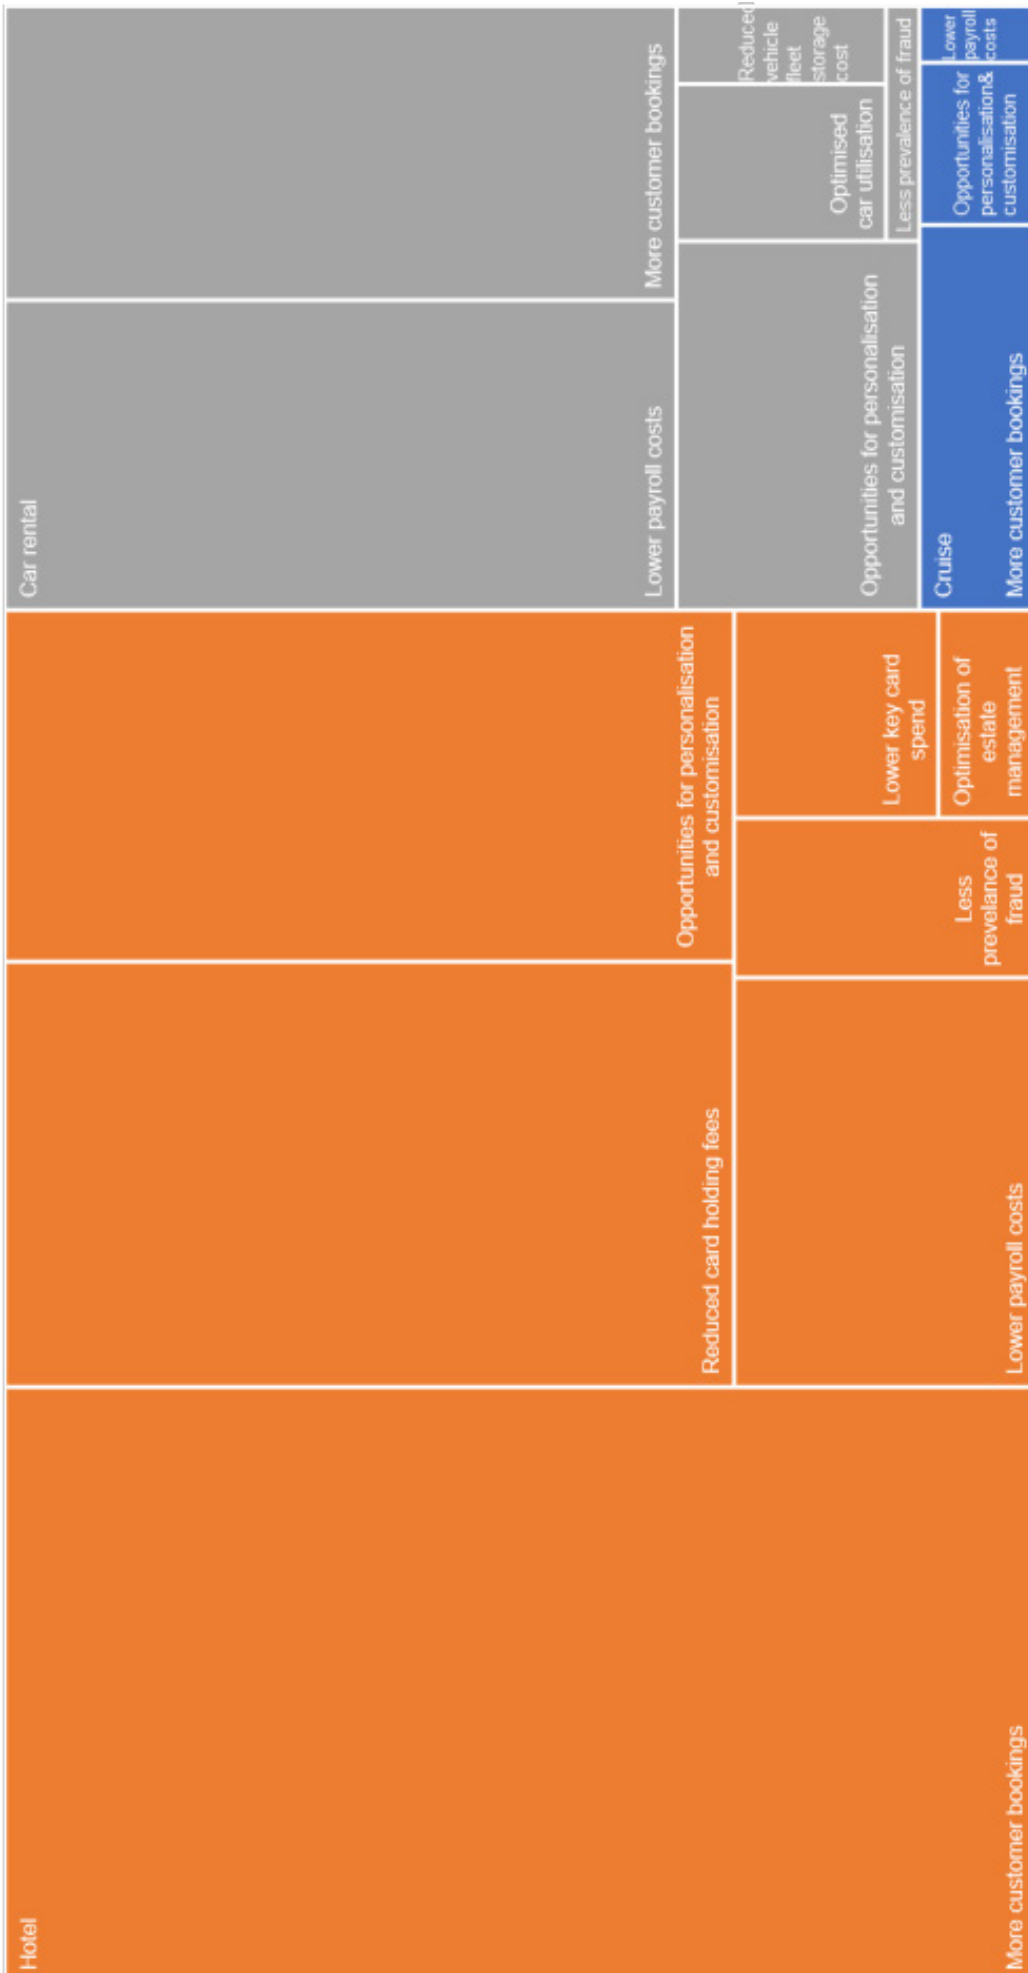 Hotel
More customer bookings
Reduced card holding fees
Opportunities for personalisation
and customisation
Lower payroll costs
Less
prevelance of
fraud
Lower key card
spend
Optimisation of
estate
management
Car rental
Lower payroll costs
More customer bookings
Opportunities for personalisation
and customisation
Optimised
car utilisation
Reduced
vehicle
fleet
storage
cost
Less prevalence of fraud
Cruise
More customer bookings
Opportunities for
personalisation&
customisation
Lower
payroll
costs